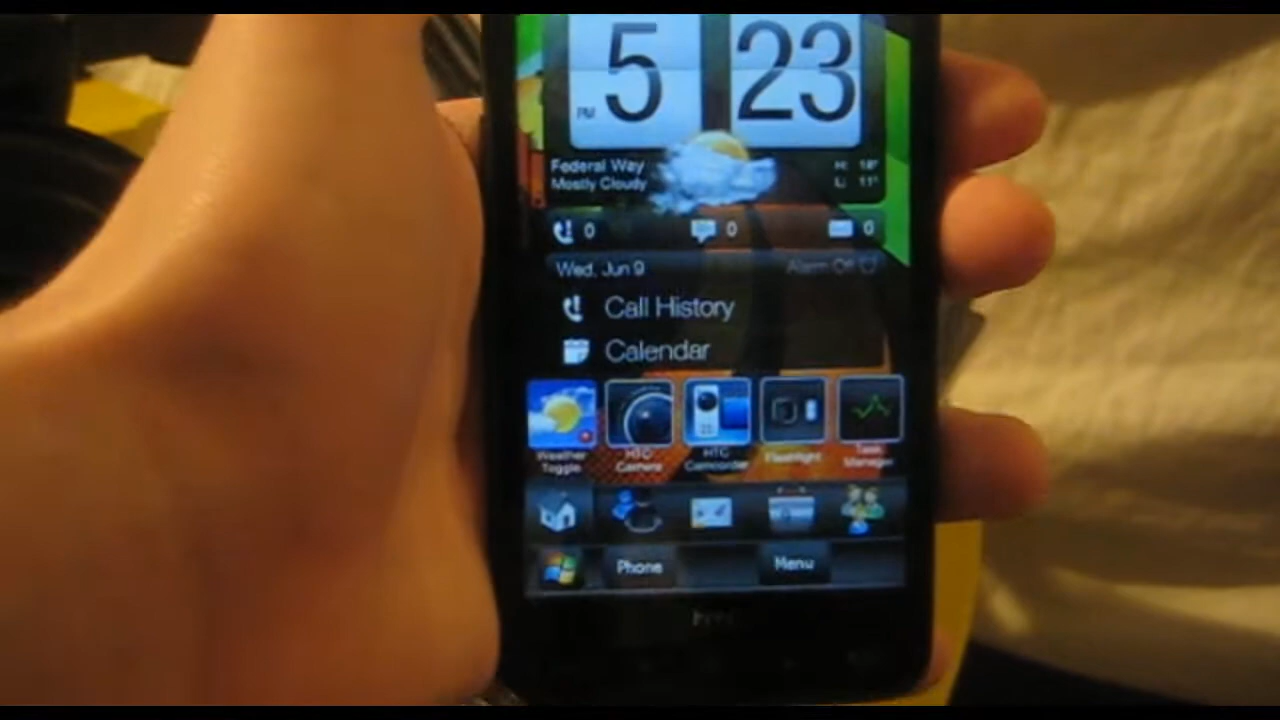 5 23
PM
Federal Way H: 18°
Mostly Cloudy L: 11°
0 0 0
Wed, Jun 9 Alarm Off
Call History
Calendar
Weather Toggle
HTC Camera
HTC Camcorder
Flashlight
Task Manager
Phone Menu
hTC